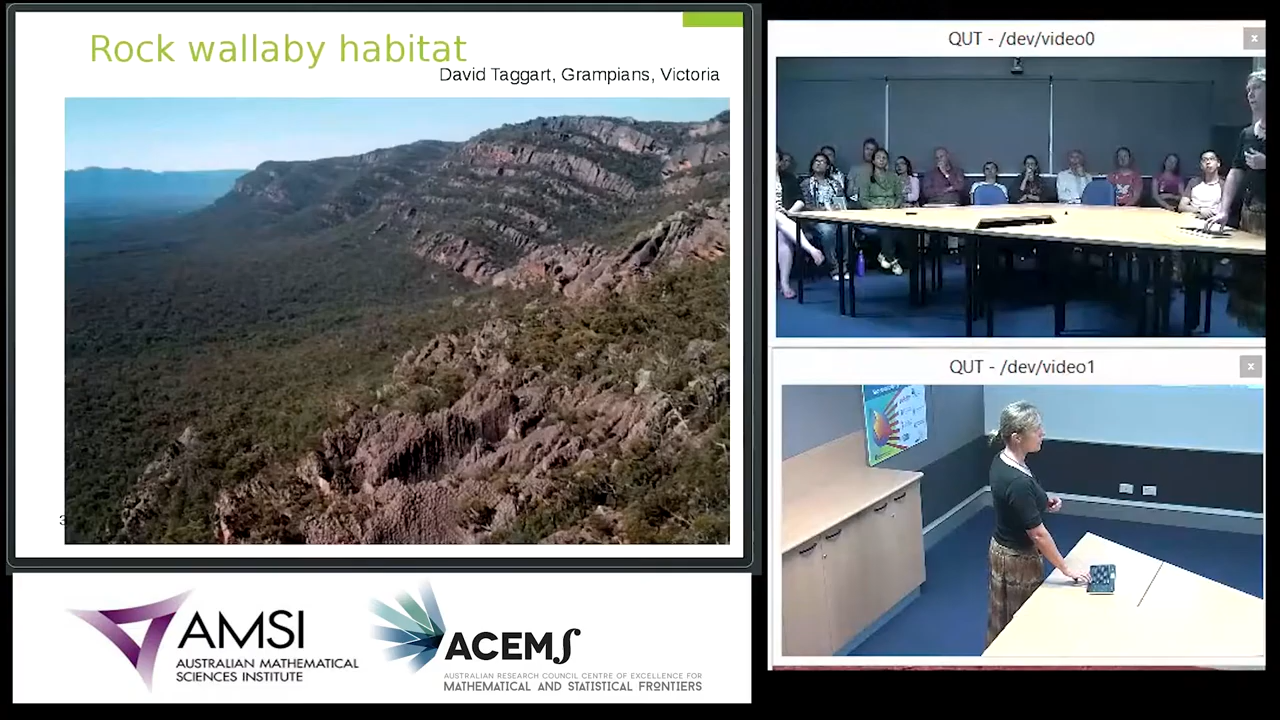 Rock wallaby habitat
David Taggart, Grampians, Victoria
3
AMSI
AUSTRALIAN MATHEMATICAL
SCIENCES INSTITUTE
ACEMS
AUSTRALIAN RESEARCH COUNCIL CENTRE OF EXCELLENCE FOR
MATHEMATICAL AND STATISTICAL FRONTIERS
QUT - /dev/video0
x
QUT - /dev/video1
x